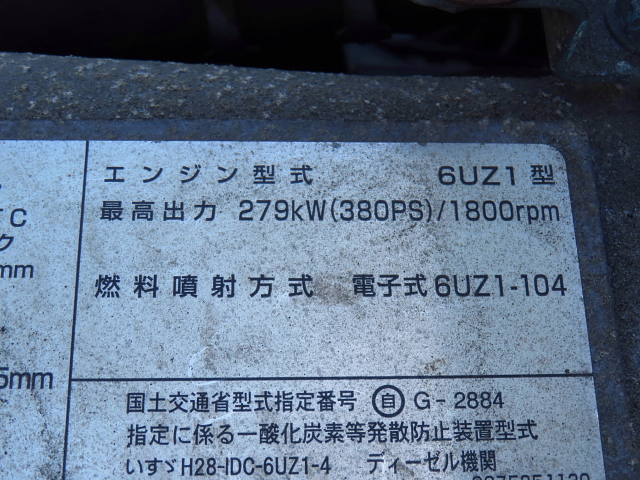 エンジン型式 6UZ1型
最高出力 279kW(380PS)/1800rpm
燃料噴射方式 電子式6UZ1-104
C
ク
mm
5mm
国土交通省型式指定番号 ㊀自 G-2884
指定に係る一酸化炭素等発散防止装置型式
いすゞH28-IDC-6UZ1-4 ディーゼル機関